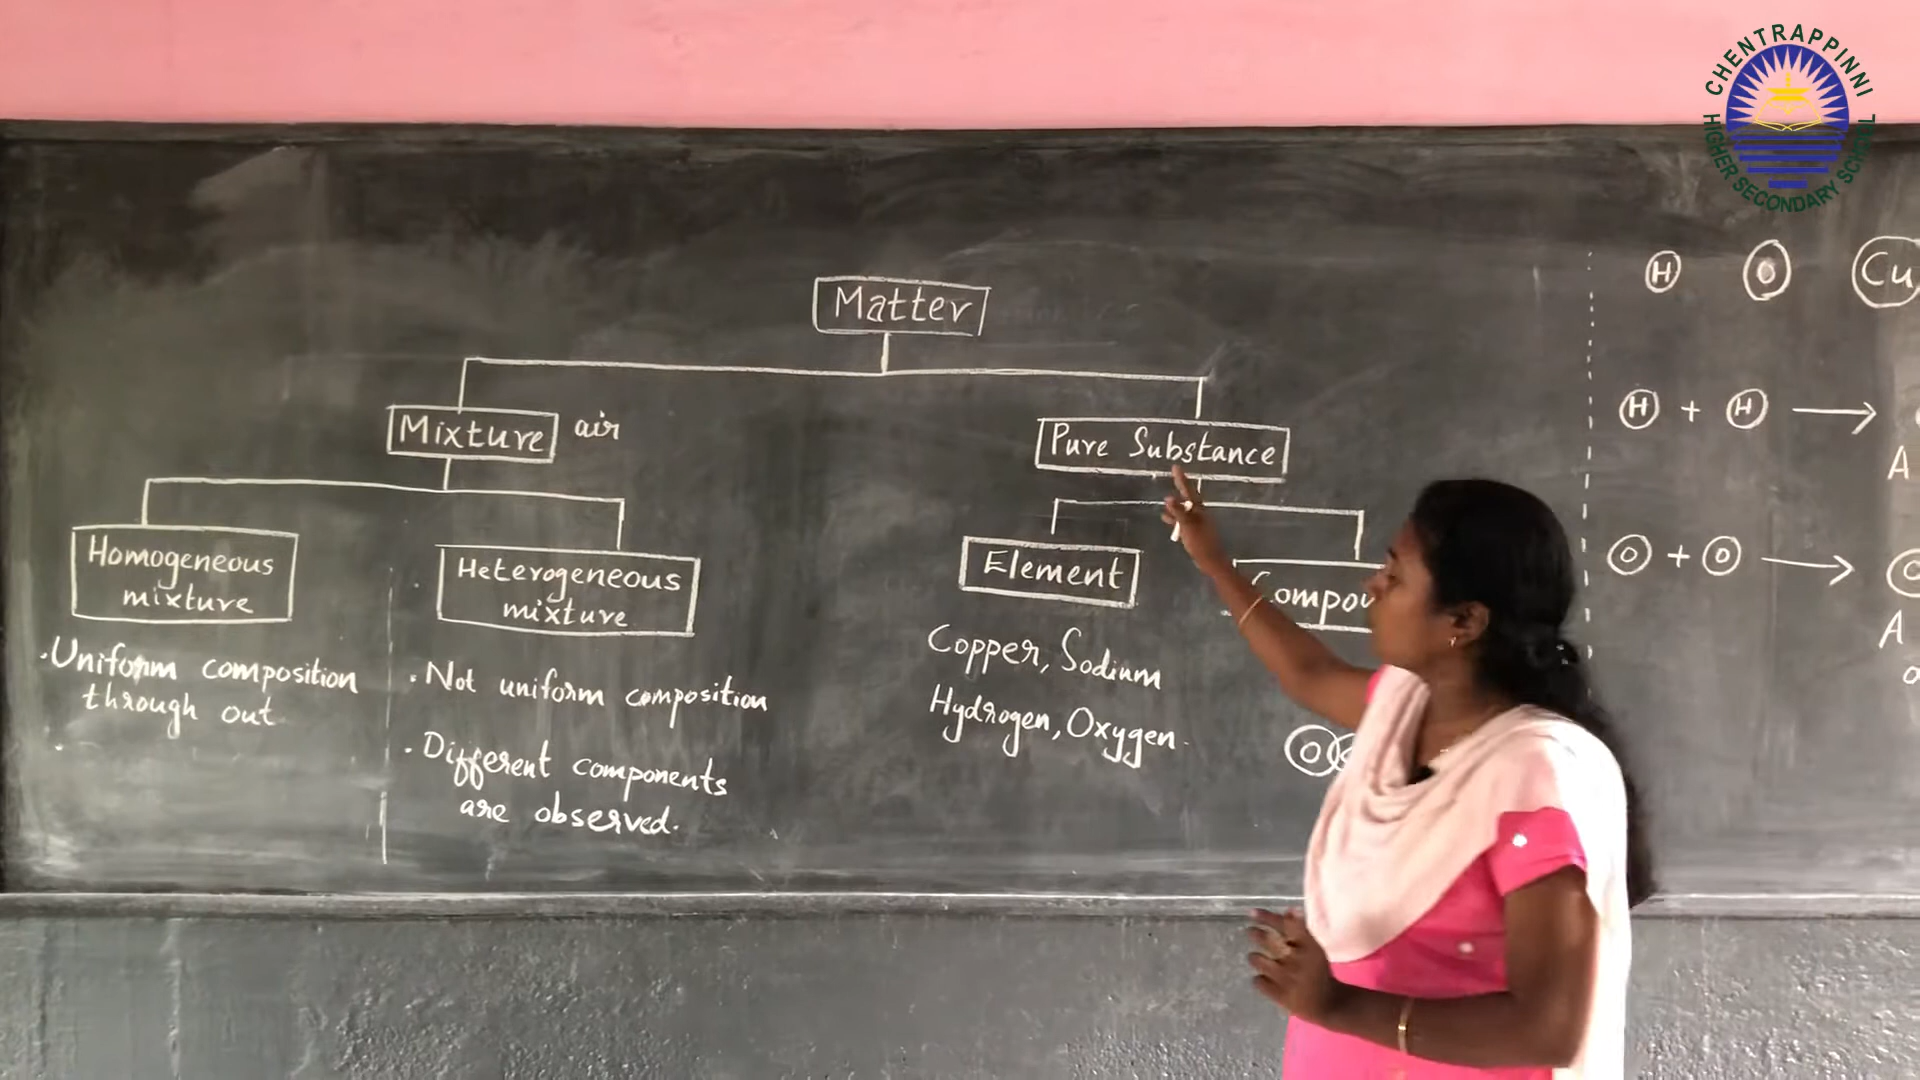 CHENTRAPPINNI
HIGHER SECONDARY SCHOOL
Matter
Mixture air
Homogeneous
mixture
. Uniform composition
through out
.
Heterogeneous
mixture
. Not uniform composition
. Different components
are observed.
Pure Substance
Element
Copper, Sodium
Hydrogen, Oxygen.
O
H O Cu
H + H →
A
O + O →
A